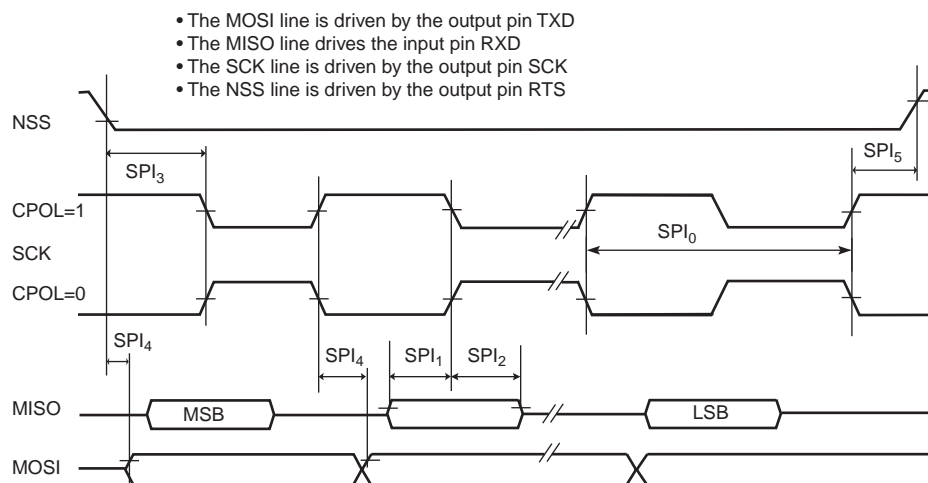 • The MOSI line is driven by the output pin TXD
• The MISO line drives the input pin RXD
• The SCK line is driven by the output pin SCK
• The NSS line is driven by the output pin RTS
NSS
SPI3
SPI5
CPOL=1
SCK
SPI0
CPOL=0
SPI4
SPI4
SPI1
SPI2
MISO
MSB
LSB
MOSI